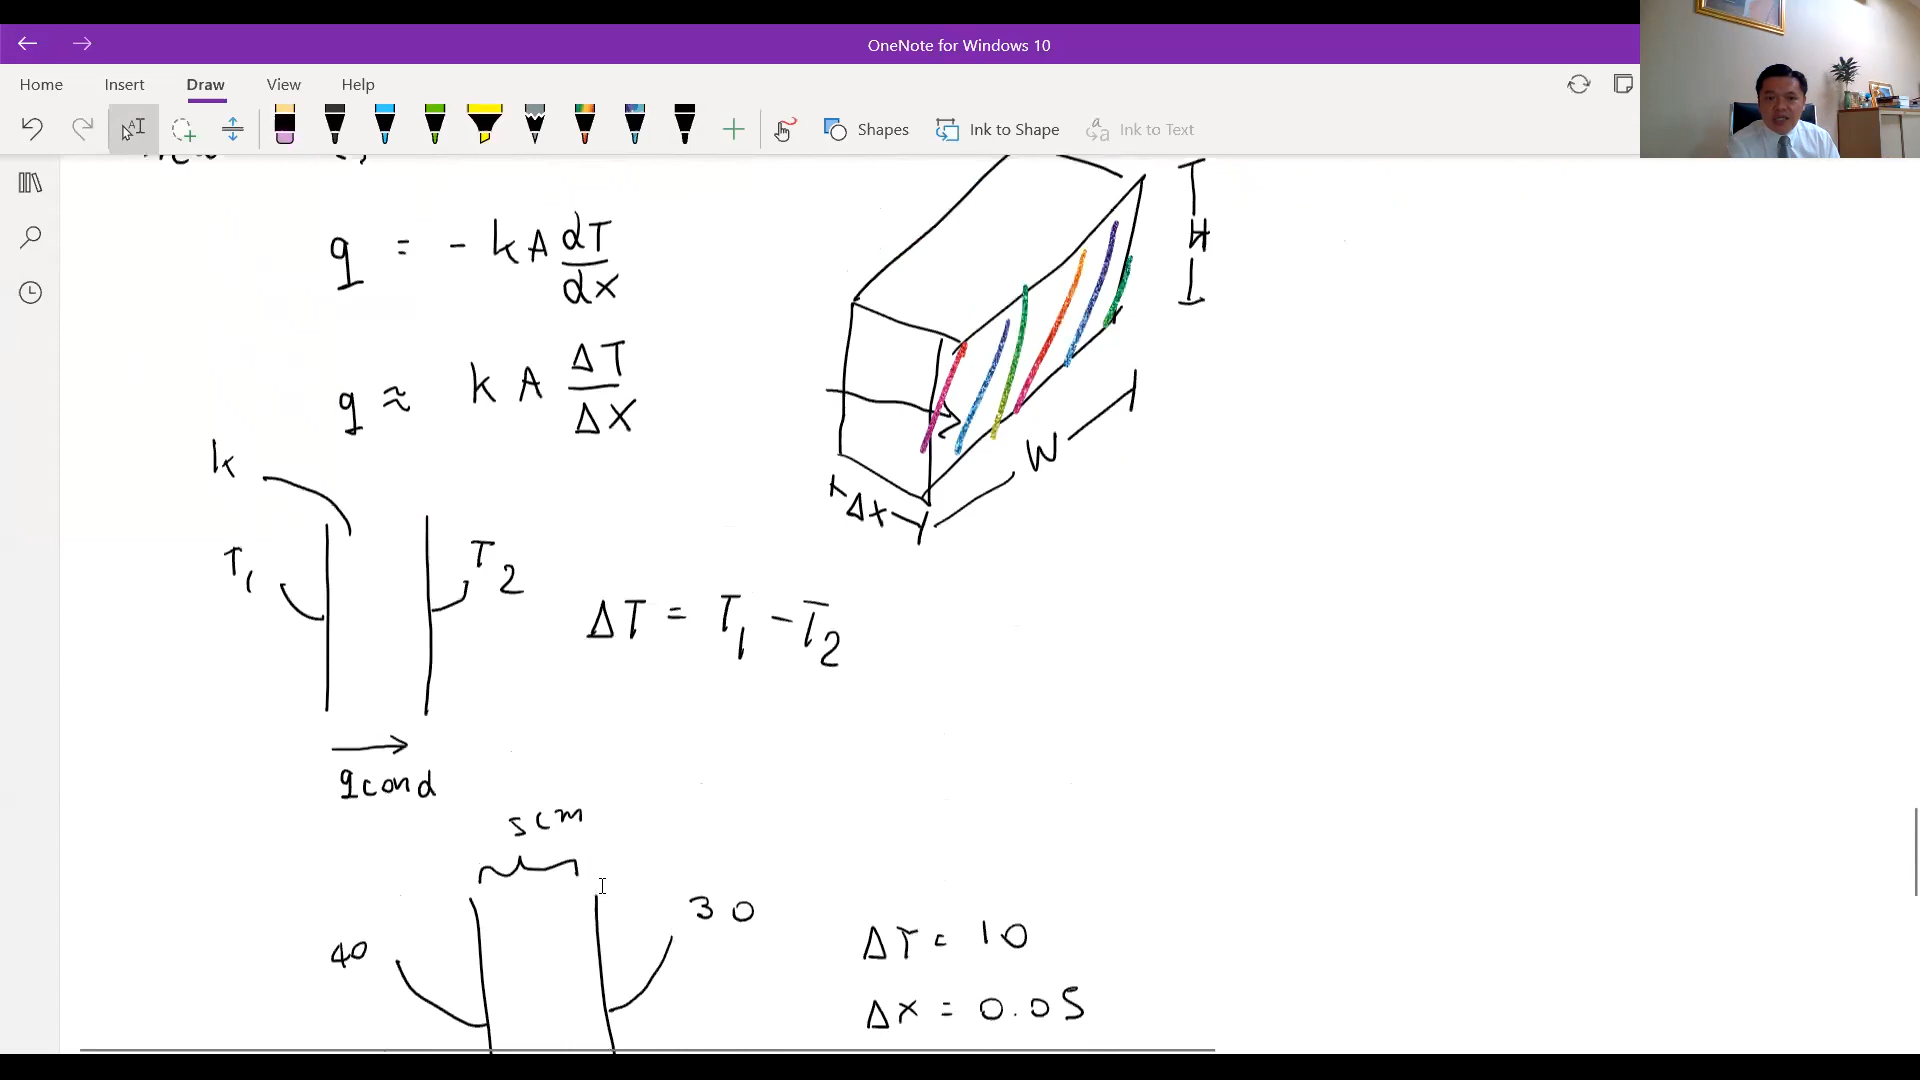 OneNote for Windows 10
Home Insert Draw View Help
Shapes Ink to Shape Ink to Text
q = - k A dT/dx
q ≈ k A ΔT/ΔX
H
W
Δx
k
T1
T2
ΔT = T1 - T2
qcond
5cm
40
30
ΔT = 10
Δx = 0.05